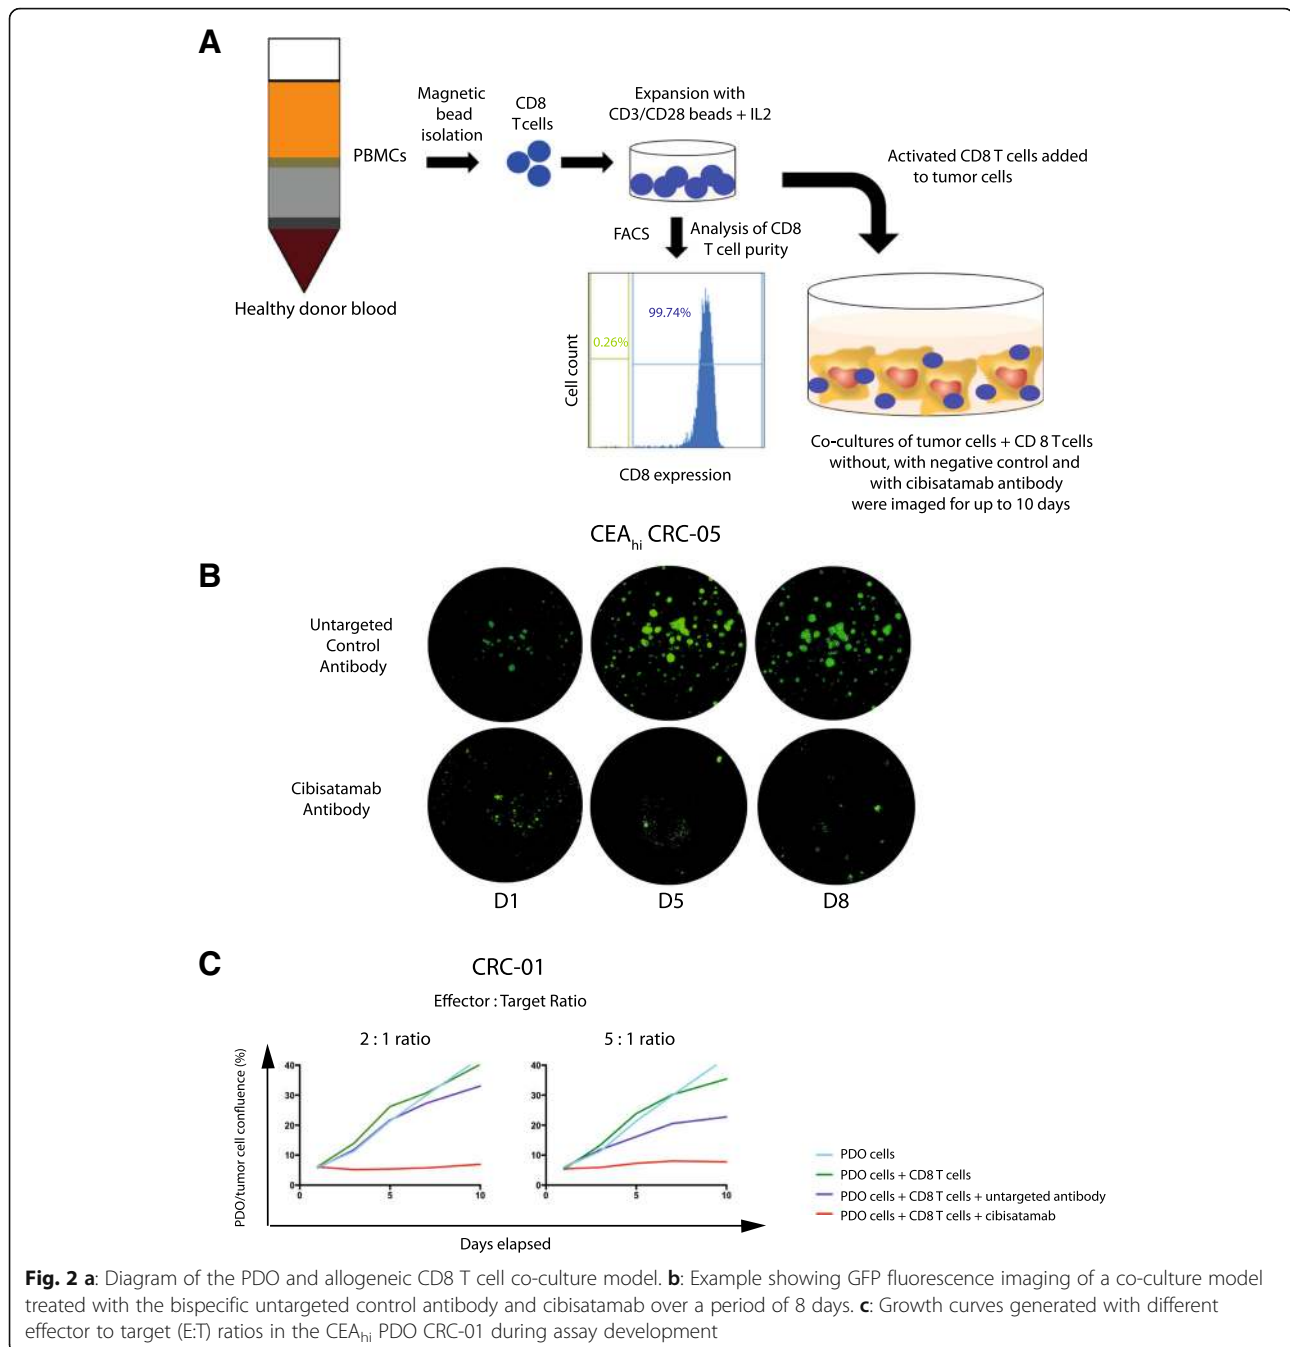 A
Magnetic
bead
isolation
CD8
Tcells
Expansion with
CD3/CD28 beads + IL2
PBMCs
Activated CD8 T cells added
to tumor cells
FACS
Analysis of CD8
T cell purity
Healthy donor blood
99.74%
0.26%
Cell count
CD8 expression
Co-cultures of tumor cells + CD 8 Tcells
without, with negative control and
with cibisatamab antibody
were imaged for up to 10 days
CEAhi CRC-05
B
Untargeted
Control
Antibody
Cibisatamab
Antibody
D1 D5 D8
C
CRC-01
Effector : Target Ratio
2 : 1 ratio 5 : 1 ratio
PDO/tumor cell confluence (%)
40
30
20
10
0
0 5 10
40
30
20
10
0
0 5 10
Days elapsed
PDO cells
PDO cells + CD8 T cells
PDO cells + CD8 T cells + untargeted antibody
PDO cells + CD8 T cells + cibisatamab
Fig. 2 a: Diagram of the PDO and allogeneic CD8 T cell co-culture model. b: Example showing GFP fluorescence imaging of a co-culture model
treated with the bispecific untargeted control antibody and cibisatamab over a period of 8 days. c: Growth curves generated with different
effector to target (E:T) ratios in the CEAhi PDO CRC-01 during assay development